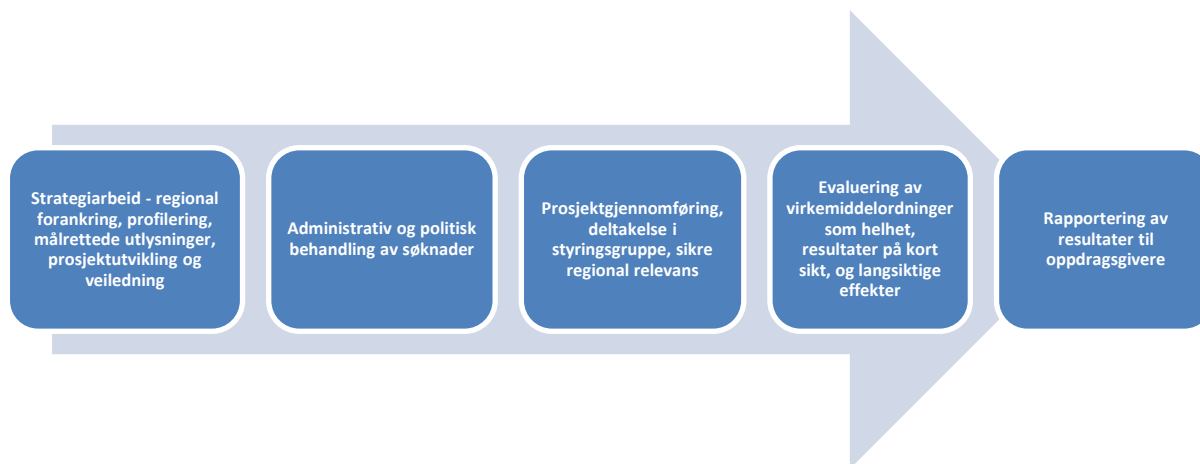 Strategiarbeid - regional
forankring, profilering,
målrettede utlysninger,
prosjektutvikling og
veiledning
Administrativ og politisk
behandling av søknader
Prosjektgjennomføring,
deltakelse i
styringsgruppe, sikre
regional relevans
Evaluering av
virkemiddelordninger
som helhet,
resultater på kort
sikt, og langsiktige
effekter
Rapportering av
resultater til
oppdragsgivere